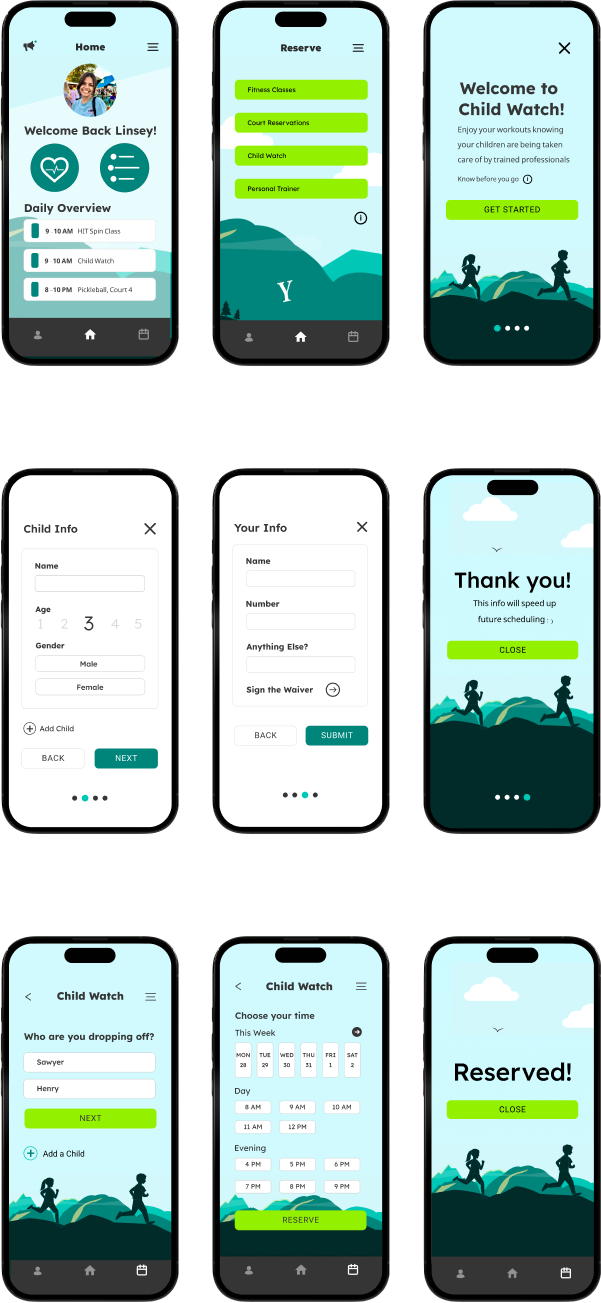 Home
Welcome Back Linsey!
Daily Overview
9 -10 AM HIT Spin Class
9 -10 AM Child Watch
8 -10 PM Pickleball, Court 4
Reserve
Fitness Classes
Court Reservations
Child Watch
Personal Trainer
i
Y
Welcome to
Child Watch!
Enjoy your workouts knowing
your children are being taken
care of by trained professionals
Know before you go i
GET STARTED
Child Info
Name
Age
1 2 3 4 5
Gender
Male
Female
Add Child
BACK NEXT
Your Info
Name
Number
Anything Else?
Sign the Waiver
BACK SUBMIT
Thank you!
This info will speed up
future scheduling : )
CLOSE
Child Watch
Who are you dropping off?
Sawyer
Henry
NEXT
Add a Child
Child Watch
Choose your time
This Week
MON TUE WED THU FRI SAT
28 29 30 31 1 2
Day
8 AM 9 AM 10 AM
11 AM 12 PM
Evening
4 PM 5 PM 6 PM
7 PM 8 PM 9 PM
RESERVE
Reserved!
CLOSE